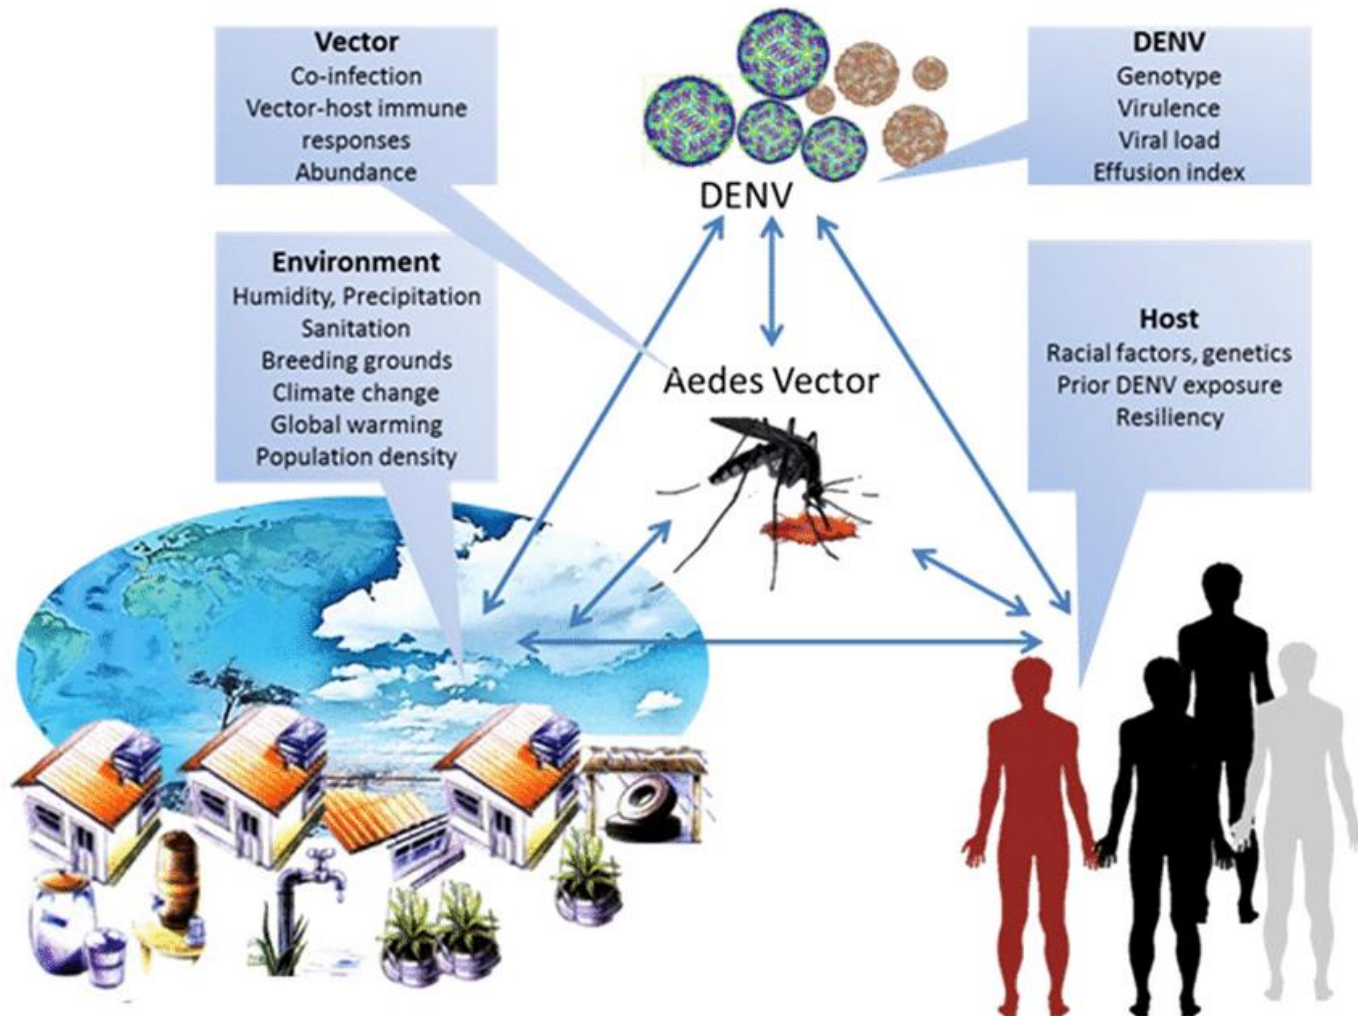 Vector
Co-infection
Vector-host immune
responses
Abundance
DENV
DENV
Genotype
Virulence
Viral load
Effusion index
Environment
Humidity, Precipitation
Sanitation
Breeding grounds
Climate change
Global warming
Population density
Aedes Vector
Host
Racial factors, genetics
Prior DENV exposure
Resiliency